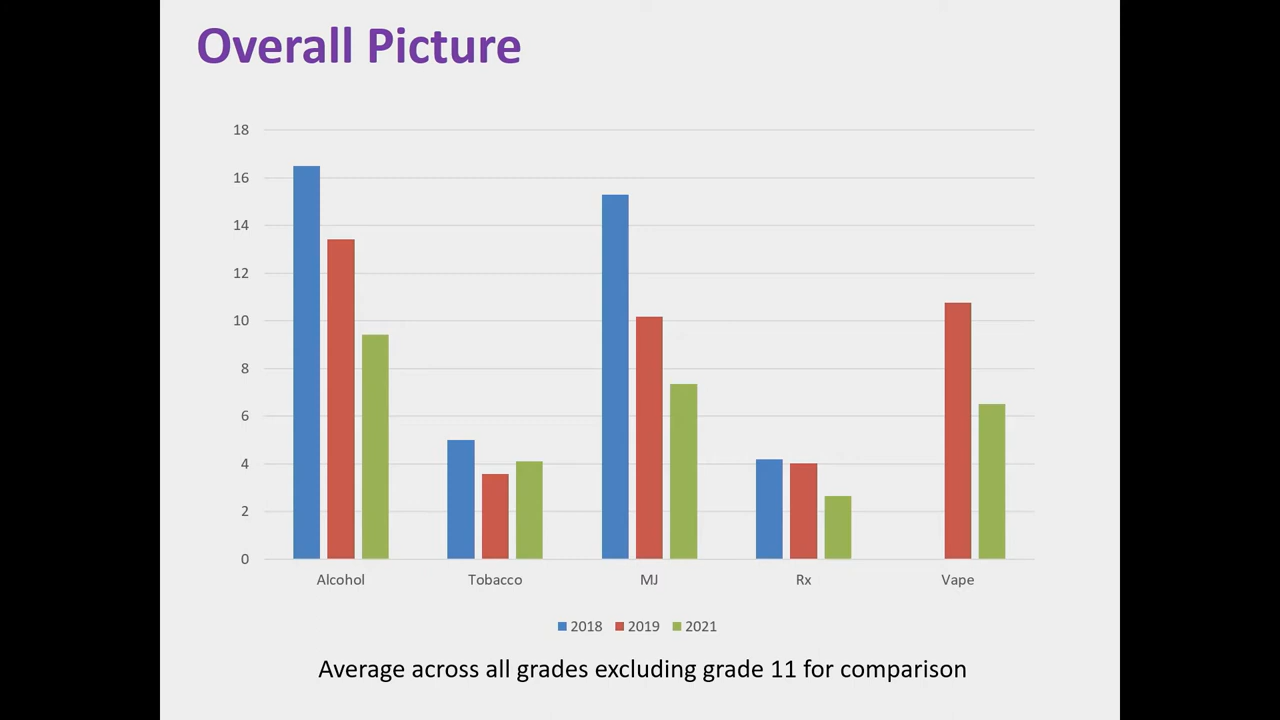 Overall Picture
18
16
14
12
10
8
6
4
2
0
Alcohol Tobacco MJ Rx Vape
2018 2019 2021
Average across all grades excluding grade 11 for comparison